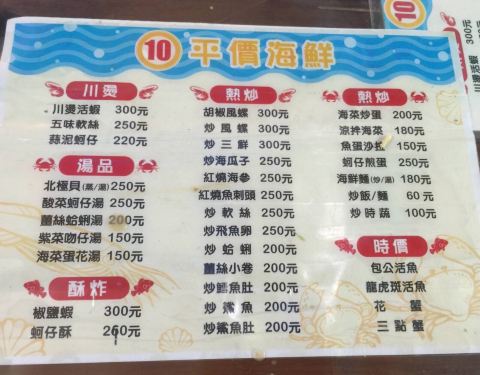 10 平價海鮮
川燙
川燙活蝦 300元
五味軟絲 250元
蒜泥蚵仔 220元
湯品
北極貝(蒸/湯) 250元
酸菜蚵仔湯 250元
薑絲蛤蜊湯 200元
紫菜吻仔湯 150元
海菜蛋花湯 150元
酥炸
椒鹽蝦 300元
蚵仔酥 250元
熱炒
胡椒風螺 300元
炒風螺 300元
炒三鮮 300元
炒海瓜子 250元
紅燒海參 250元
紅燒魚刺頭 250元
炒軟絲 250元
炒飛魚卵 250元
炒蛤蜊 200元
薑絲小卷 200元
炒鱈魚肚 200元
炒鯊魚 200元
炒鯊魚肚 200元
熱炒
海菜炒蛋 200元
涼拌海菜 180元
魚蛋沙拉 150元
蚵仔煎蛋 250元
海鮮麵(炒/湯) 180元
炒飯/麵 60元
炒時蔬 100元
時價
包公活魚
龍虎斑活魚
花蟹
三點蟹
10
川燙活蝦